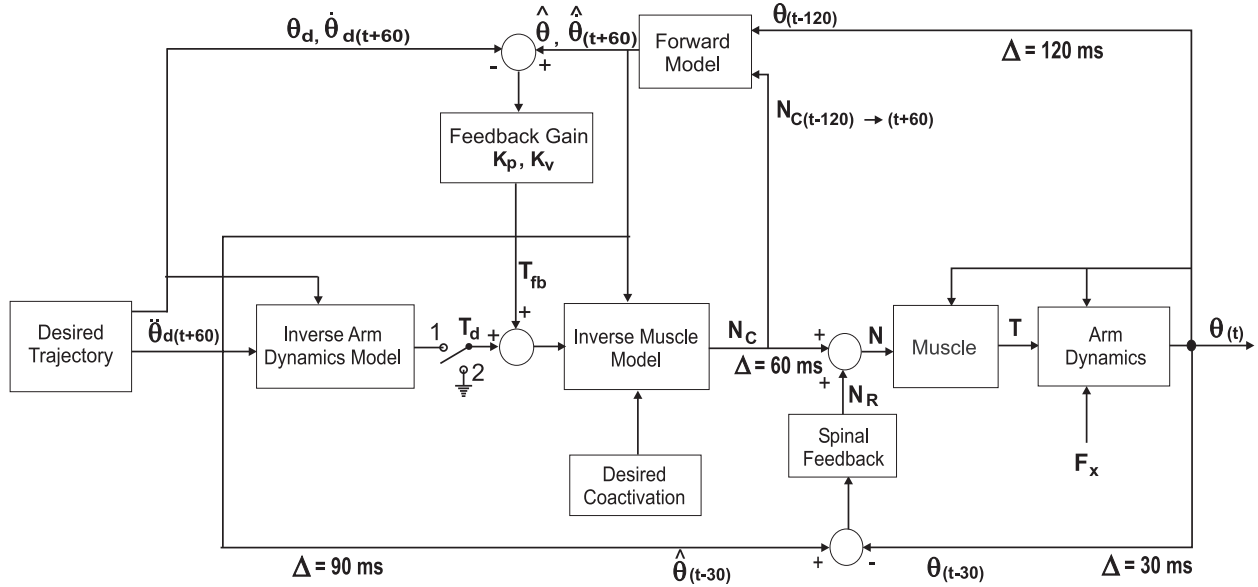 θd, θ̇d(t+60)
θ̂, θ̂̇(t+60)
-
+
Forward
Model
θ(t-120)
Δ = 120 ms
NC(t-120) → (t+60)
Feedback Gain
Kp, Kv
Tfb
Desired
Trajectory
θ̈d(t+60)
Inverse Arm
Dynamics Model
1
2
Td
+
+
Inverse Muscle
Model
NC
Δ = 60 ms
+
+
N
NR
Muscle
T
Arm
Dynamics
θ(t)
Fx
Desired
Coactivation
Spinal
Feedback
Δ = 90 ms
θ̂(t-30)
+
-
θ(t-30)
Δ = 30 ms